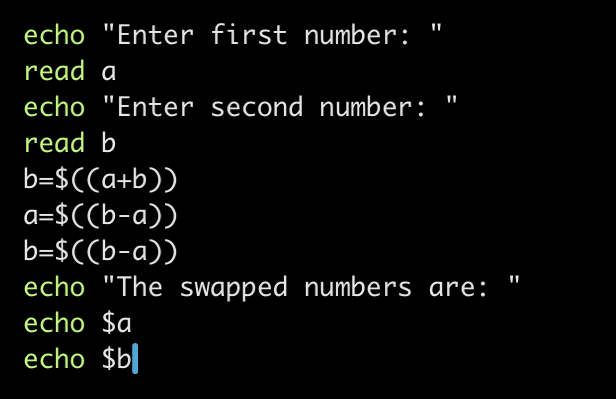 echo "Enter first number: "
read a
echo "Enter second number: "
read b
b=$((a+b))
a=$((b-a))
b=$((b-a))
echo "The swapped numbers are: "
echo $a
echo $b